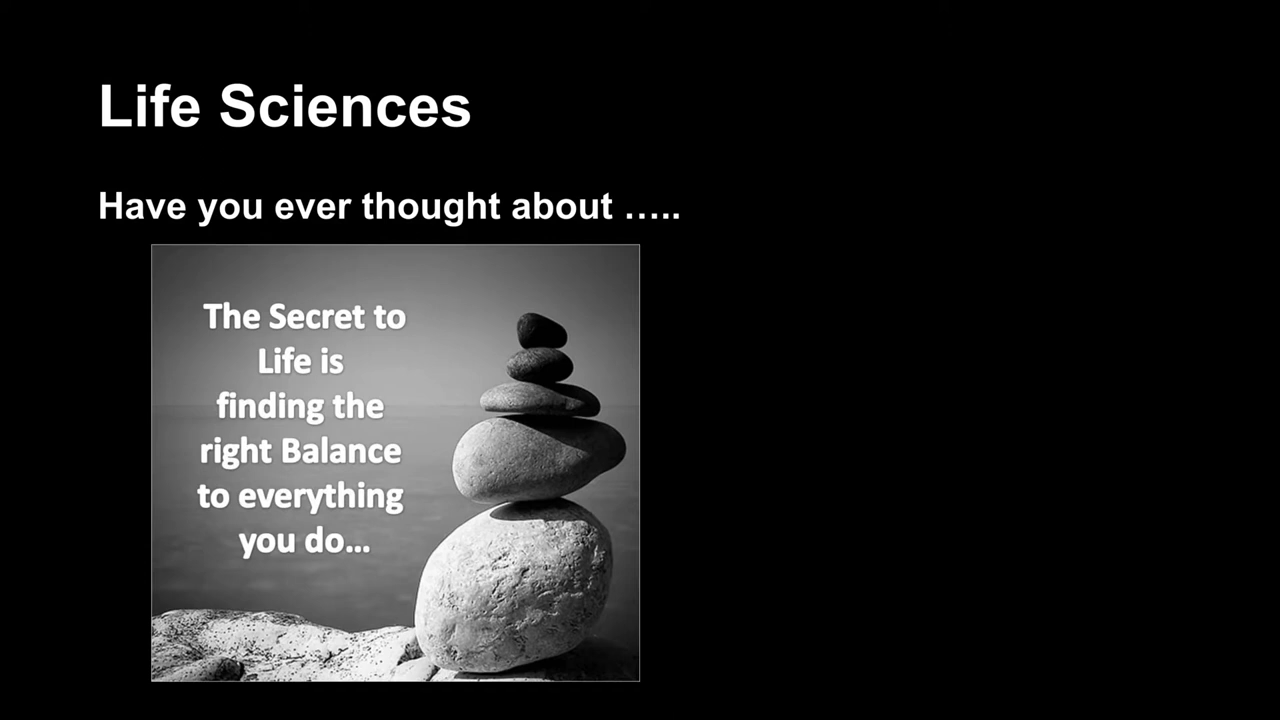 Life Sciences
Have you ever thought about …..
The Secret to
Life is
finding the
right Balance
to everything
you do...